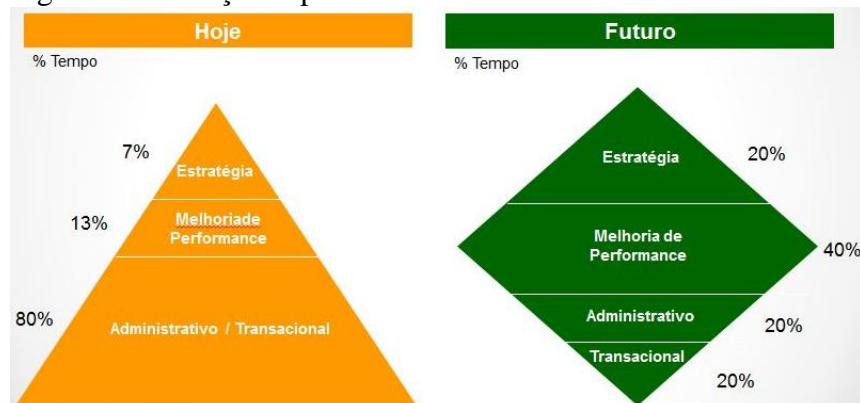 Hoje
% Tempo
7%
Estratégia
13%
Melhoriade
Performance
80%
Administrativo / Transacional
Futuro
% Tempo
Estratégia
20%
Melhoria de
Performance
40%
Administrativo
20%
Transacional
20%